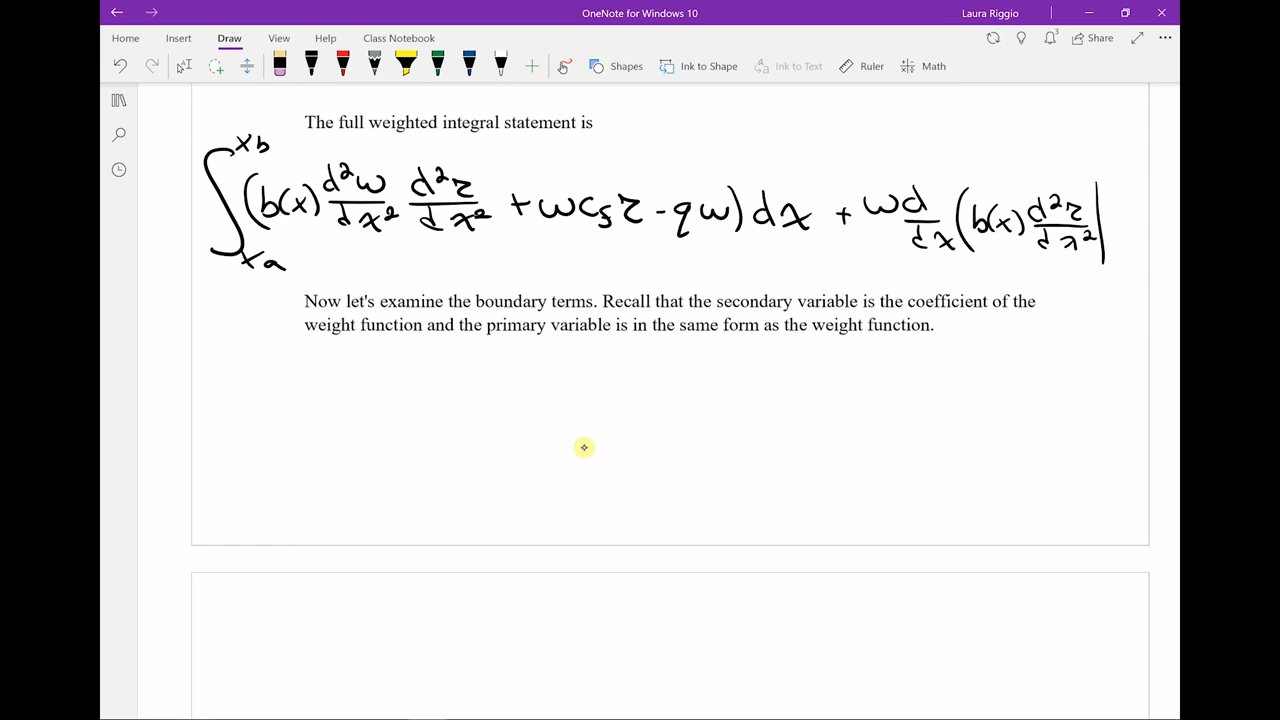 OneNote for Windows 10
Laura Riggio
Home Insert Draw View Help Class Notebook
3
Share
Shapes Ink to Shape Ink to Text Ruler Math
The full weighted integral statement is
∫_{xa}^{xb} (b(x) d²w/dx² d²z/dx² + wc_f z - qw) dx + w d/dx (b(x) d²z/dx² |
Now let's examine the boundary terms. Recall that the secondary variable is the coefficient of the
weight function and the primary variable is in the same form as the weight function.